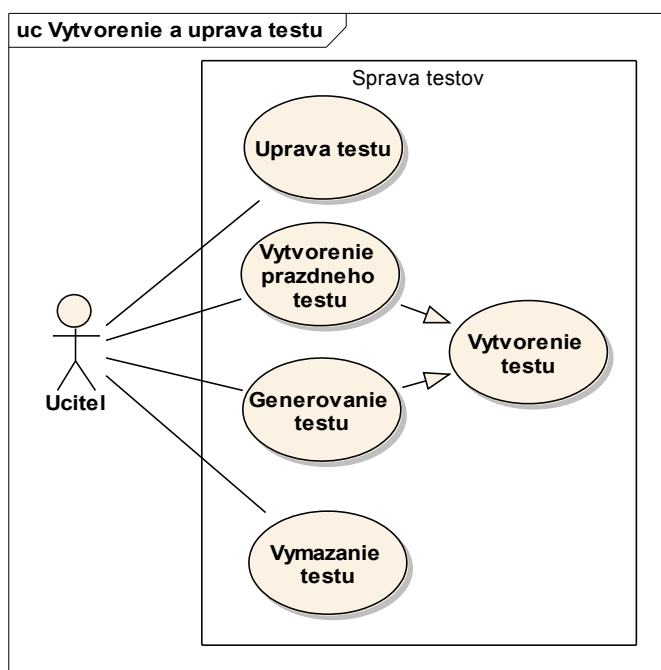 uc Vytvorenie a uprava testu
Sprava testov
Uprava testu
Vytvorenie
prazdneho
testu
Vytvorenie
testu
Generovanie
testu
Ucitel
Vymazanie
testu